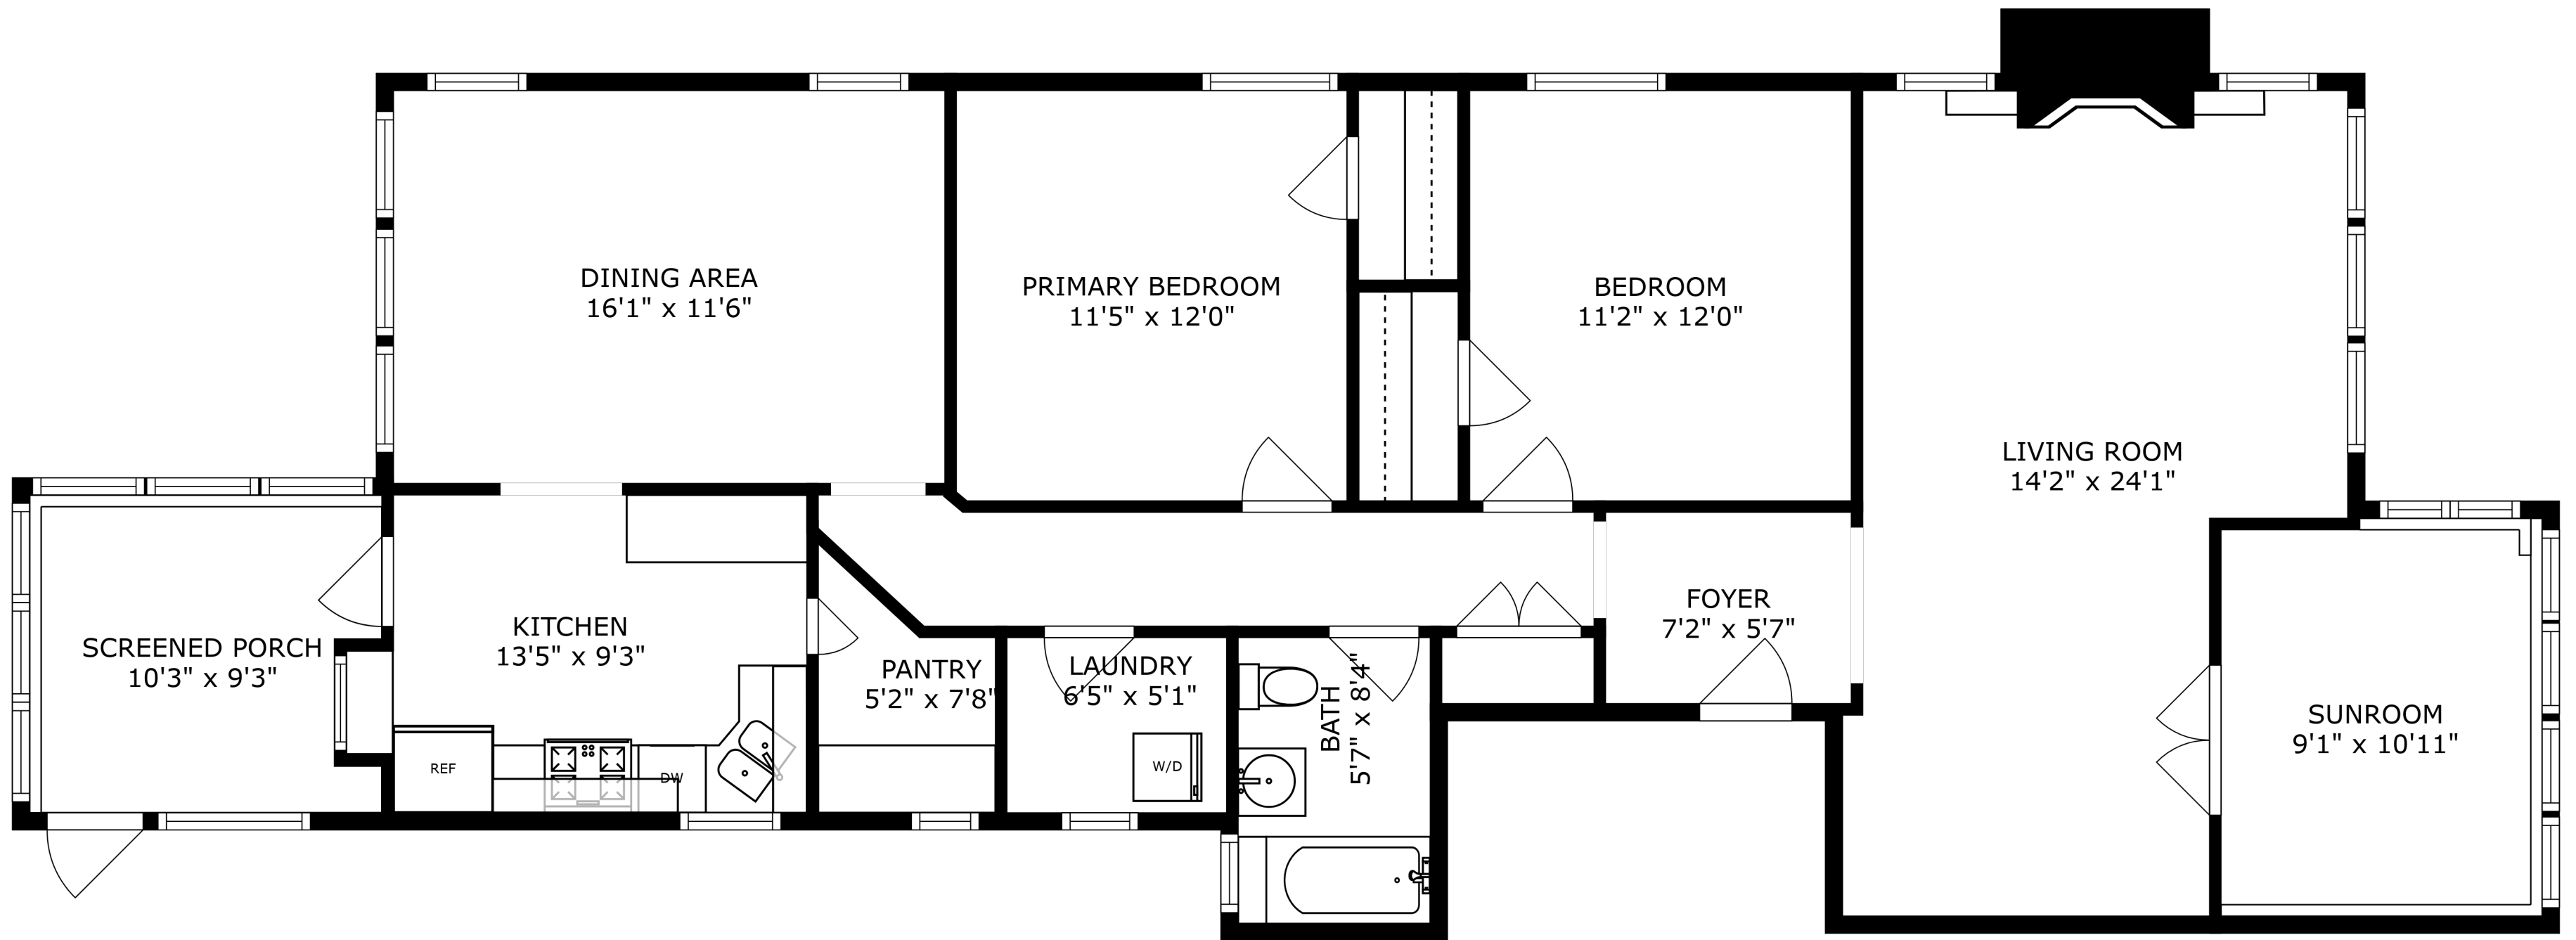 DINING AREA
16'1" x 11'6"
PRIMARY BEDROOM
11'5" x 12'0"
BEDROOM
11'2" x 12'0"
LIVING ROOM
14'2" x 24'1"
SCREENED PORCH
10'3" x 9'3"
KITCHEN
13'5" x 9'3"
REF
DW
PANTRY
5'2" x 7'8"
LAUNDRY
6'5" x 5'1"
W/D
BATH
5'7" x 8'4"
FOYER
7'2" x 5'7"
SUNROOM
9'1" x 10'11"